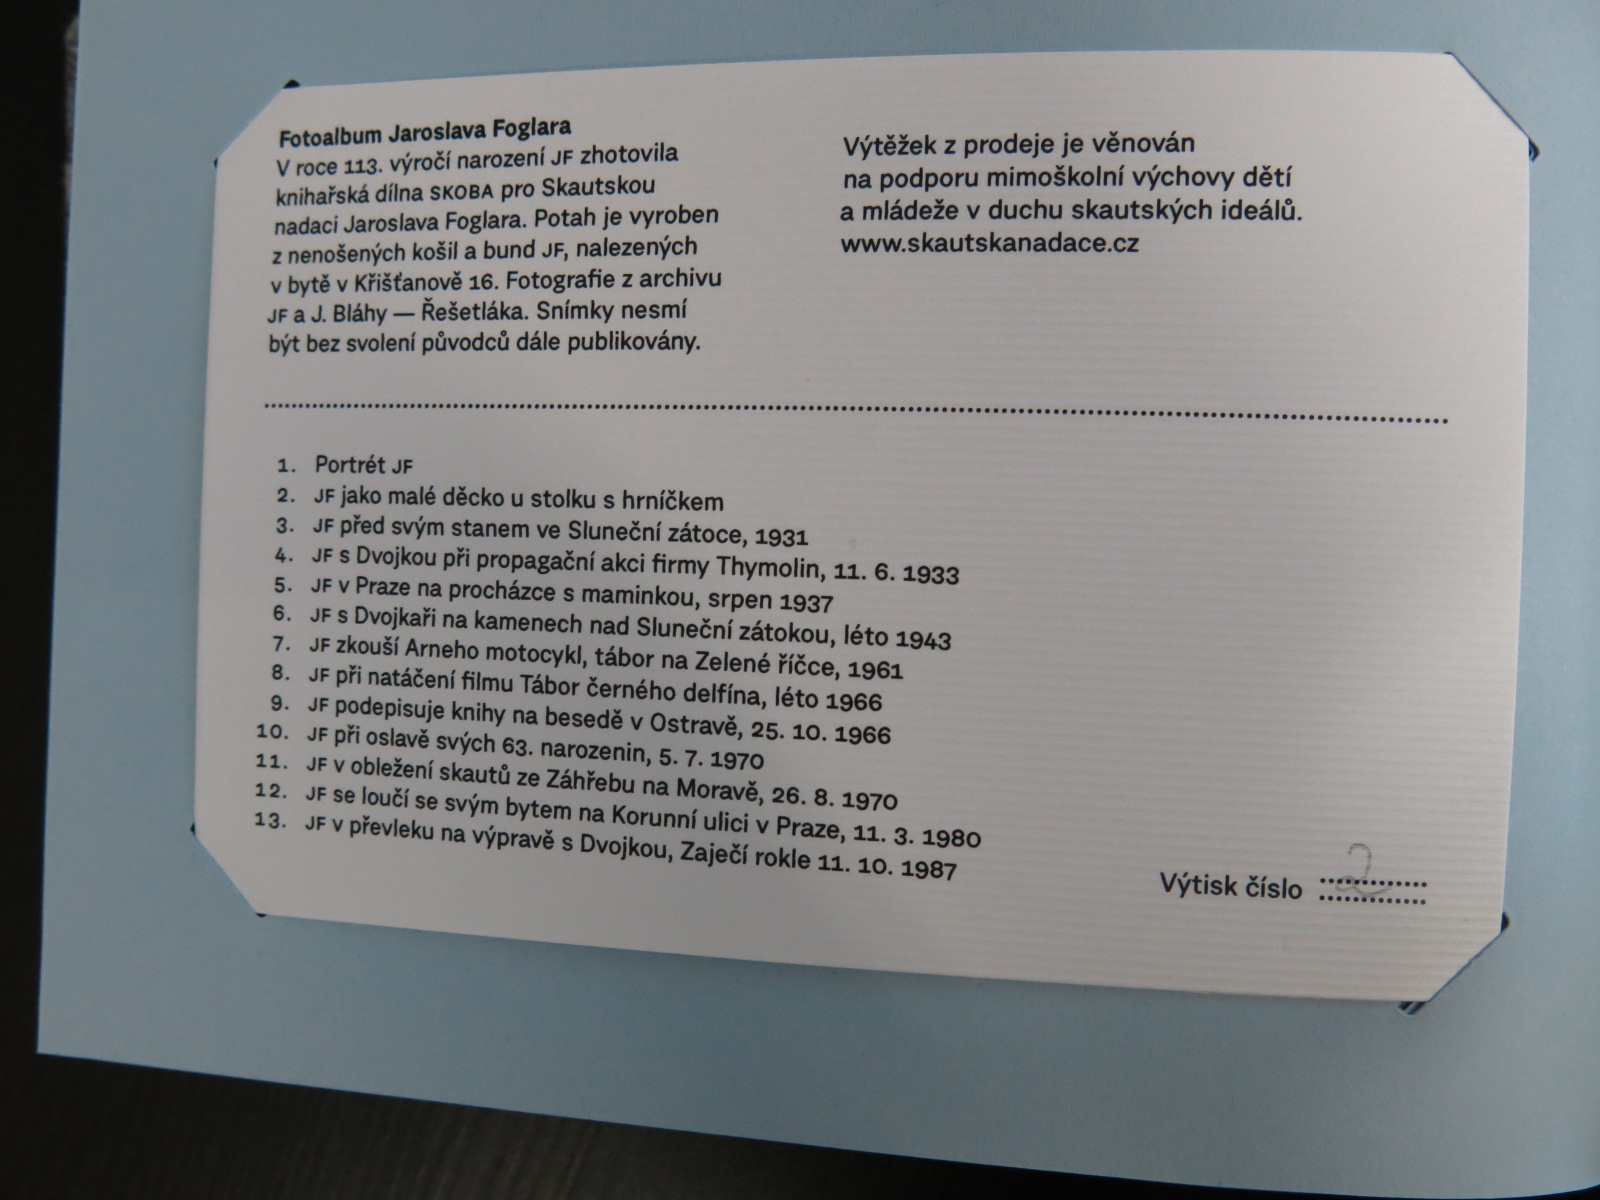 Fotoalbum Jaroslava Foglara
V roce 113. výročí narození JF zhotovila
knihařská dílna SKOBA pro Skautskou
nadaci Jaroslava Foglara. Potah je vyroben
z nenošených košil a bund JF, nalezených
v bytě v Křišťanově 16. Fotografie z archivu
JF a J. Bláhy — Řešetláka. Snímky nesmí
být bez svolení původců dále publikovány.
Výtěžek z prodeje je věnován
na podporu mimoškolní výchovy dětí
a mládeže v duchu skautských ideálů.
www.skautskanadace.cz
1. Portrét JF
2. JF jako malé děcko u stolku s hrníčkem
3. JF před svým stanem ve Sluneční zátoce, 1931
4. JF s Dvojkou při propagační akci firmy Thymolin, 11. 6. 1933
5. JF v Praze na procházce s maminkou, srpen 1937
6. JF s Dvojkaři na kamenech nad Sluneční zátokou, léto 1943
7. JF zkouší Arneho motocykl, tábor na Zelené říčce, 1961
8. JF při natáčení filmu Tábor černého delfína, léto 1966
9. JF podepisuje knihy na besedě v Ostravě, 25. 10. 1966
10. JF při oslavě svých 63. narozenin, 5. 7. 1970
11. JF v obležení skautů ze Záhřebu na Moravě, 26. 8. 1970
12. JF se loučí se svým bytem na Korunní ulici v Praze, 11. 3. 1980
13. JF v převleku na výpravě s Dvojkou, Zaječí rokle 11. 10. 1987
Výtisk číslo 2